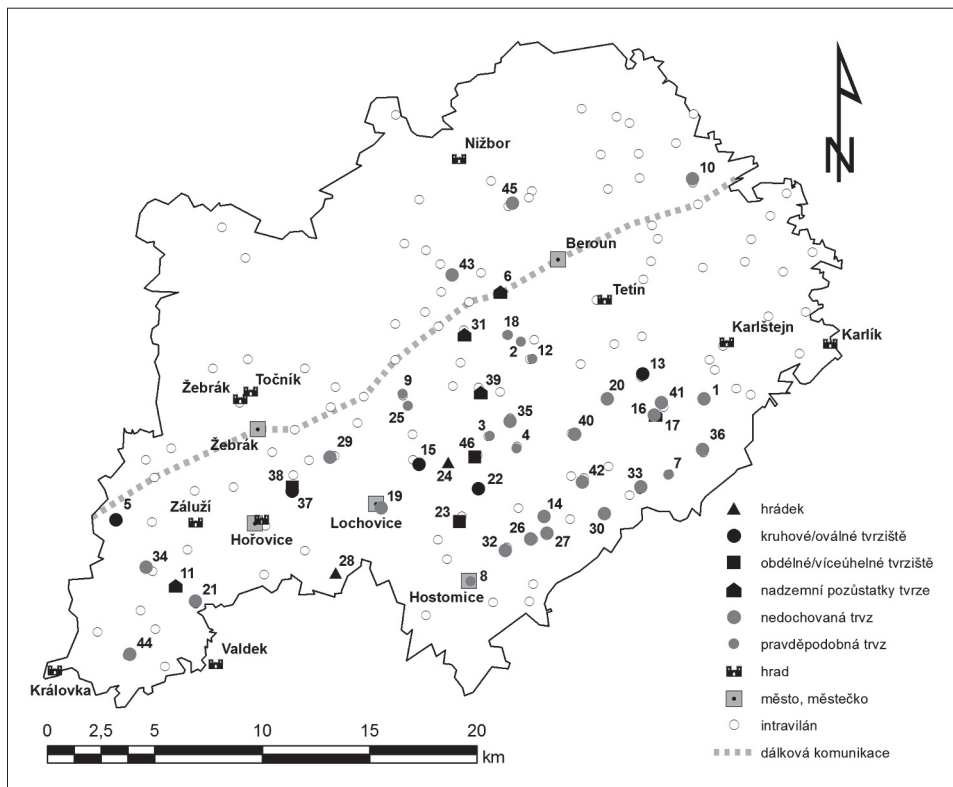 N
Nižbor
10
45
Beroun
43
6
Tetín
31
18
2
12
Karlštejn
Karlík
Točník
Žebrák
13
9
39
20
41
1
25
16
17
Žebrák
3
35
40
36
29
46
4
15
24
7
38
22
42
33
37
5
19
Záluží
Lochovice
14
30
Hořovice
23
26
27
34
32
28
8
11
Hostomice
21
44
Valdek
Královka
hrádek
kruhové/oválné tvrziště
obdélné/víceúhelné tvrziště
nadzemní pozůstatky tvrze
nedochovaná trvz
pravděpodobná trvz
hrad
město, městečko
intravilán
dálková komunikace
0 2,5 5 10 15 20
km